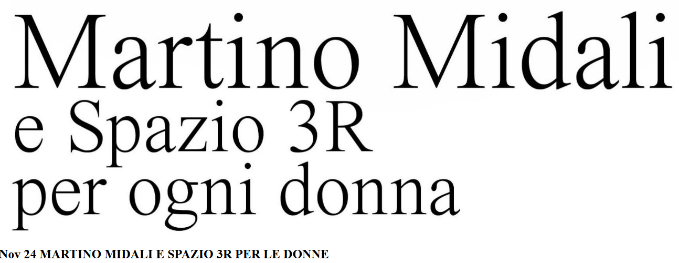 Martino Midali
e Spazio 3R
per ogni donna
Nov 24 MARTINO MIDALI E SPAZIO 3R PER LE DONNE